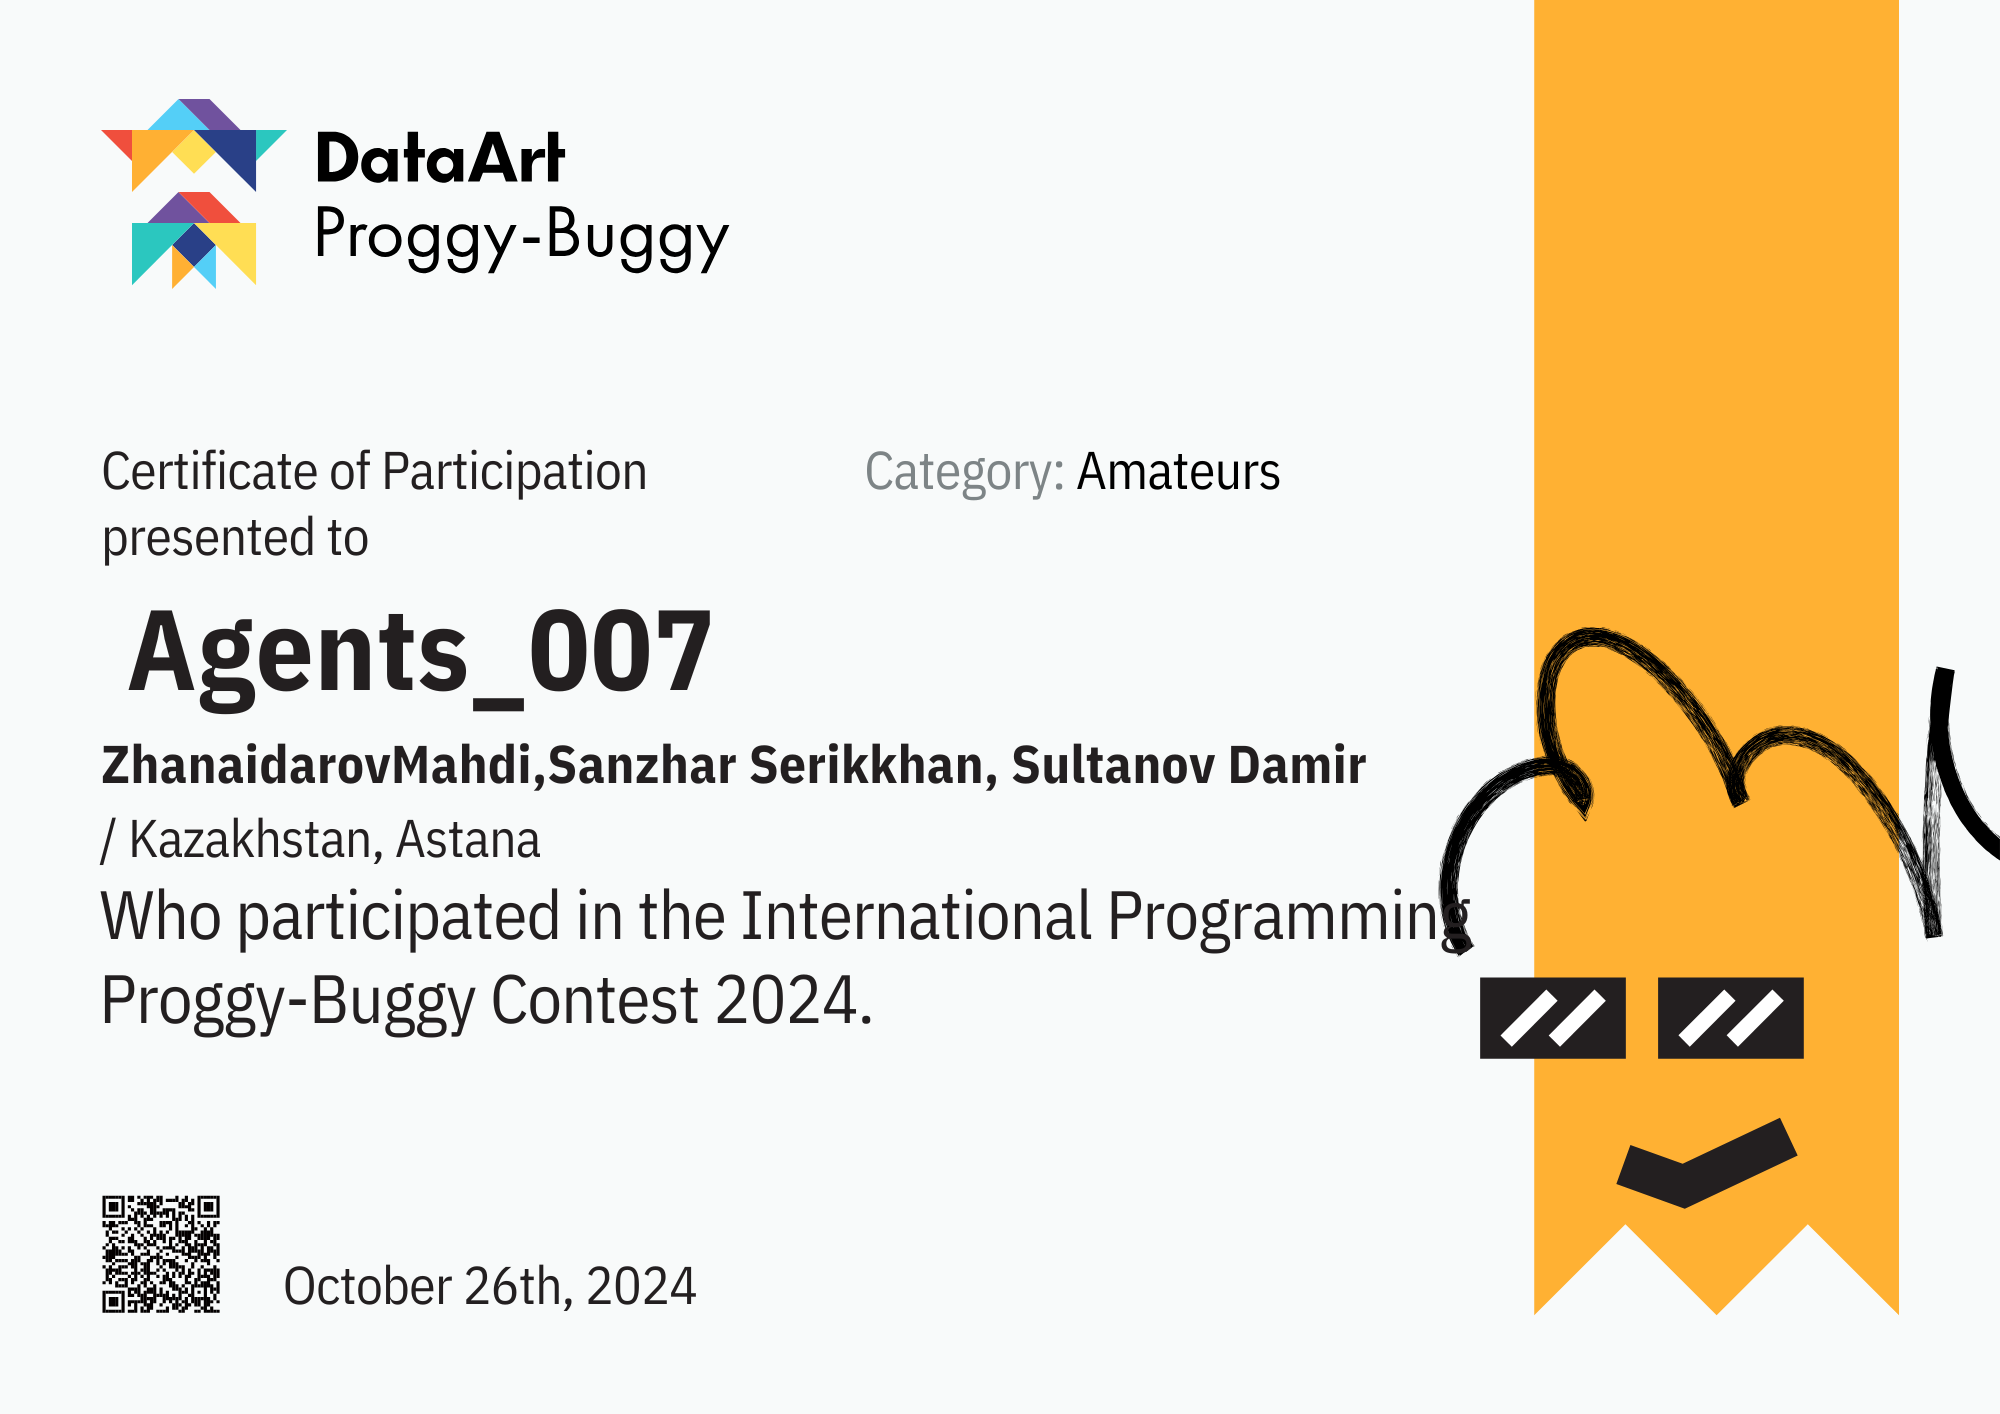 DataArt
Proggy-Buggy
Certificate of Participation
presented to
Category: Amateurs
Agents_007
ZhanaidarovMahdi,Sanzhar Serikkhan, Sultanov Damir
/ Kazakhstan, Astana
Who participated in the International Programming
Proggy-Buggy Contest 2024.
October 26th, 2024